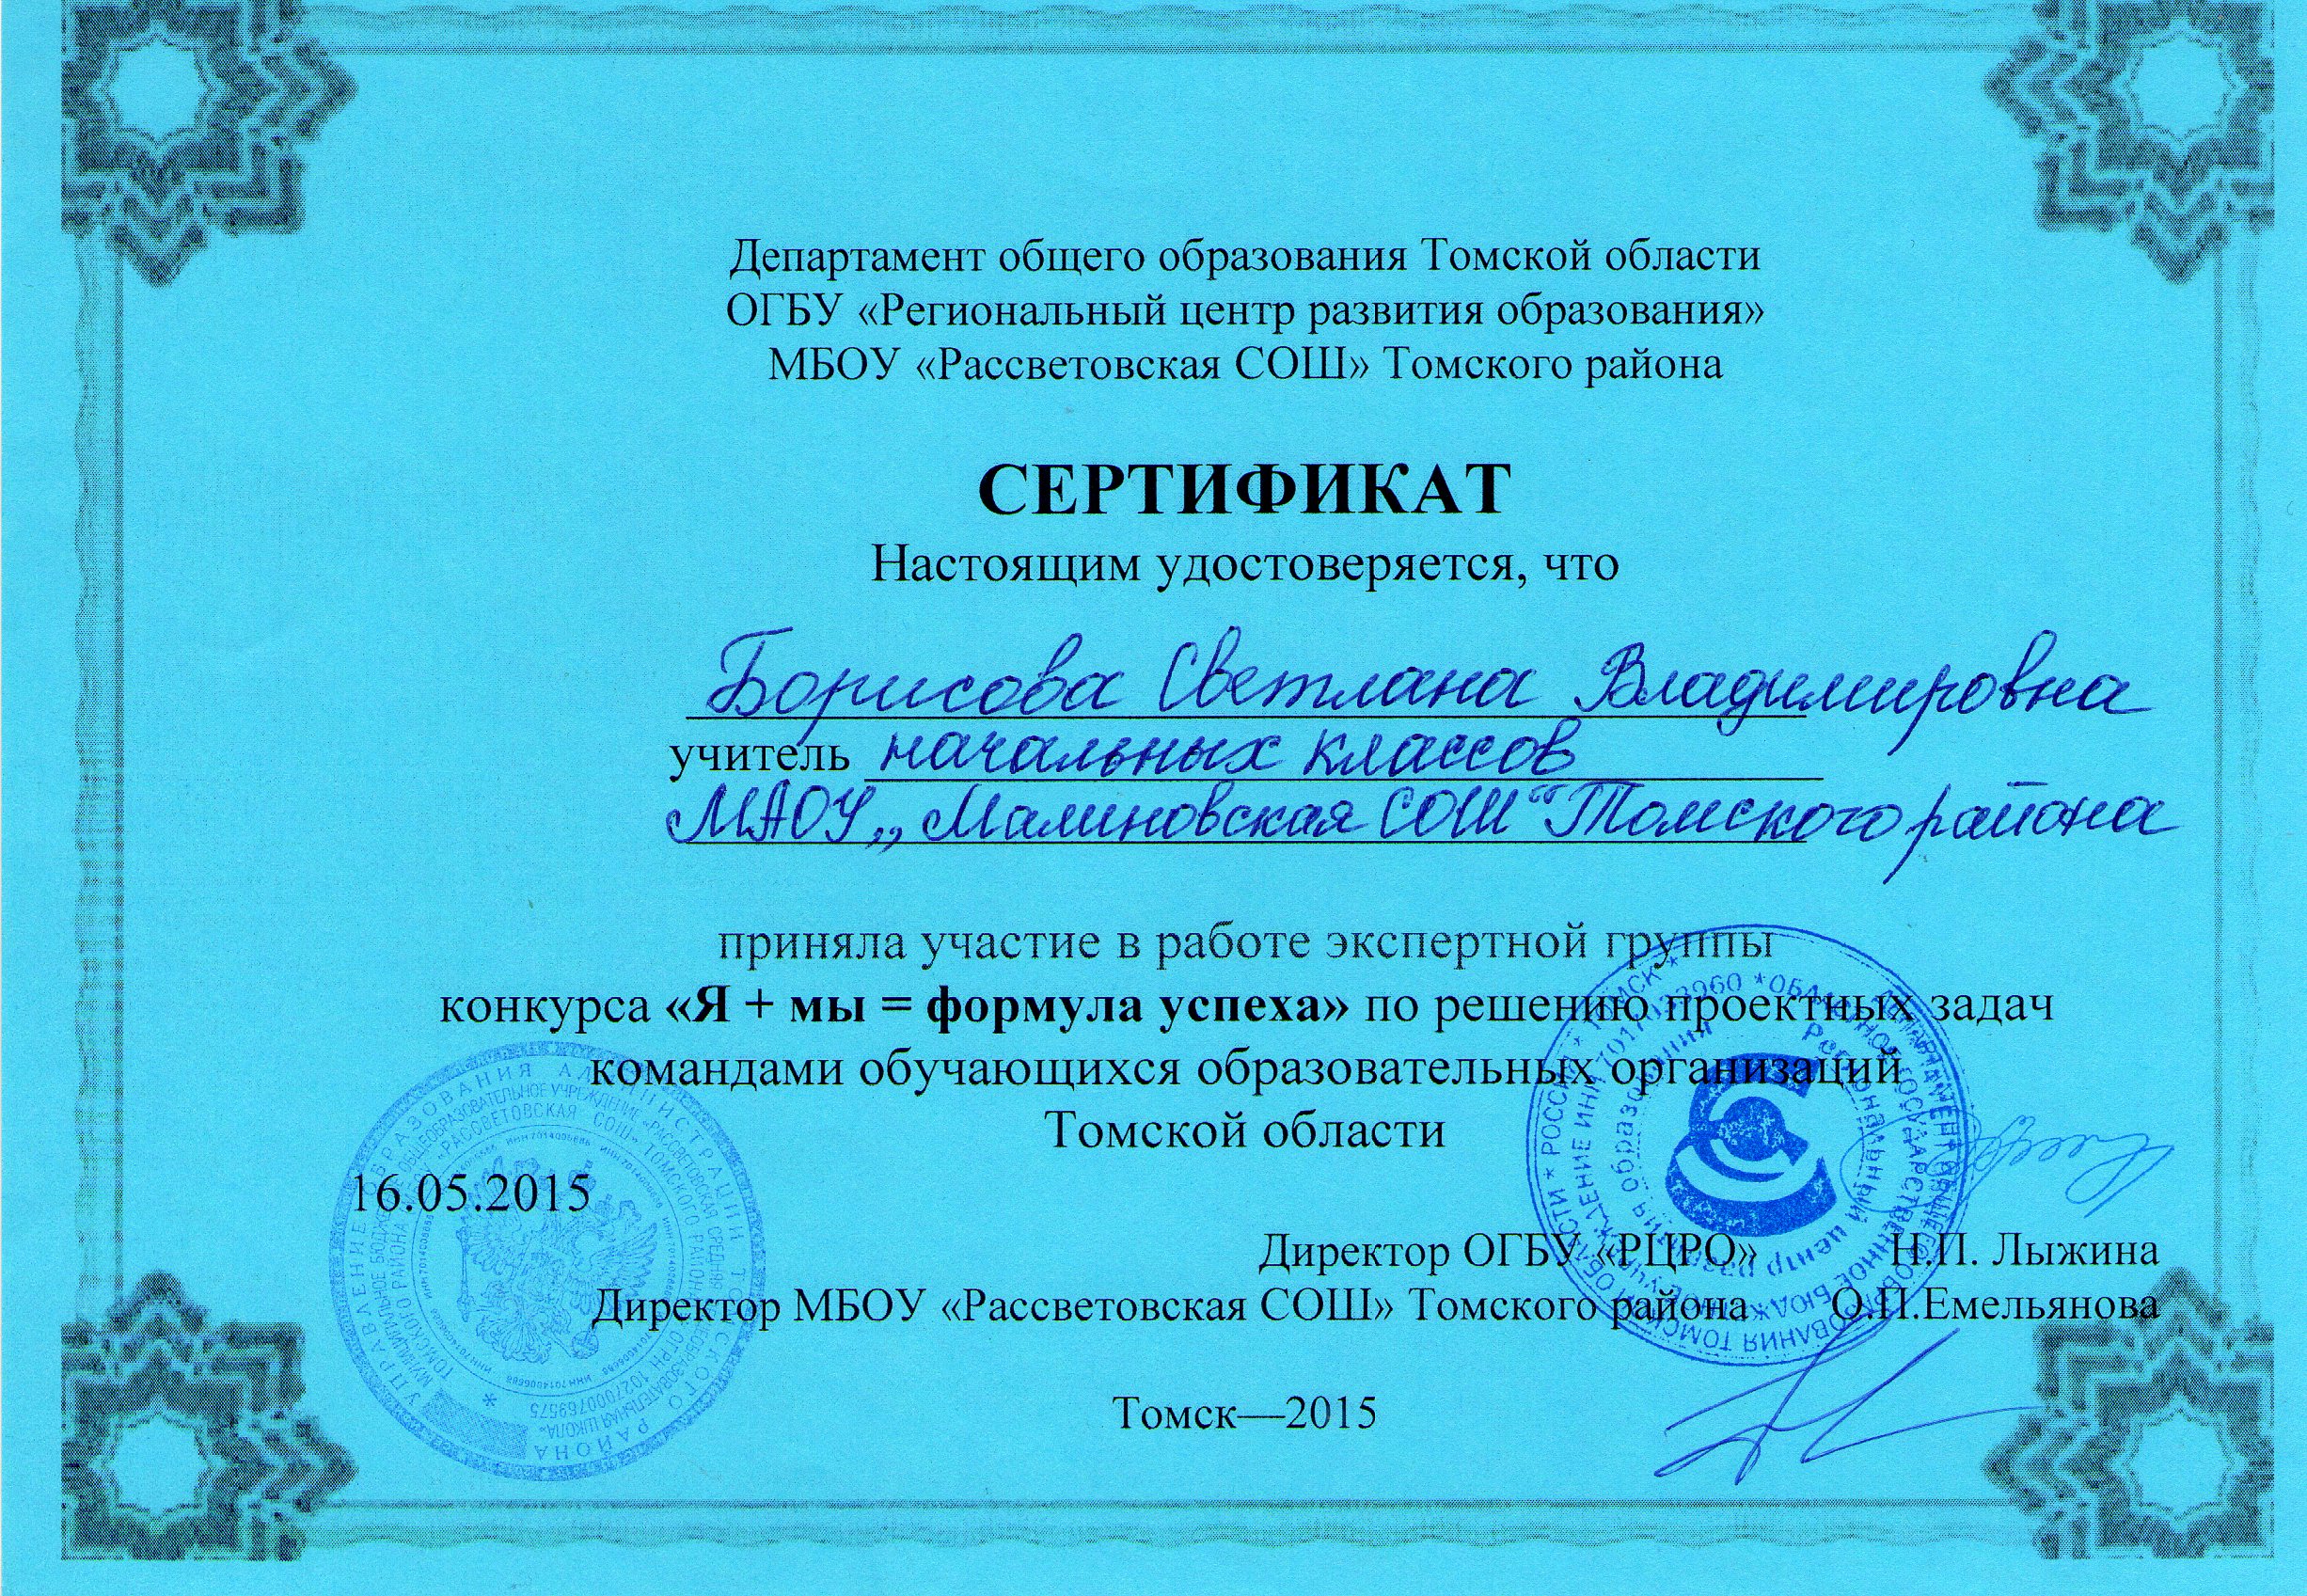 Департамент общего образования Томской области
ОГБУ «Региональный центр развития образования»
МБОУ «Рассветовская СОШ» Томского района
СЕРТИФИКАТ
Настоящим удостоверяется, что
Борисова Светлана Владимировна
учитель начальных классов
МАОУ „Малиновская СОШ“ Томского района
приняла участие в работе экспертной группы
конкурса «Я + мы = формула успеха» по решению проектных задач
командами обучающихся образовательных организаций
Томской области
16.05.2015
Директор ОГБУ «РЦРО» Н.П. Лыжина
Директор МБОУ «Рассветовская СОШ» Томского района О.П.Емельянова
Томск—2015